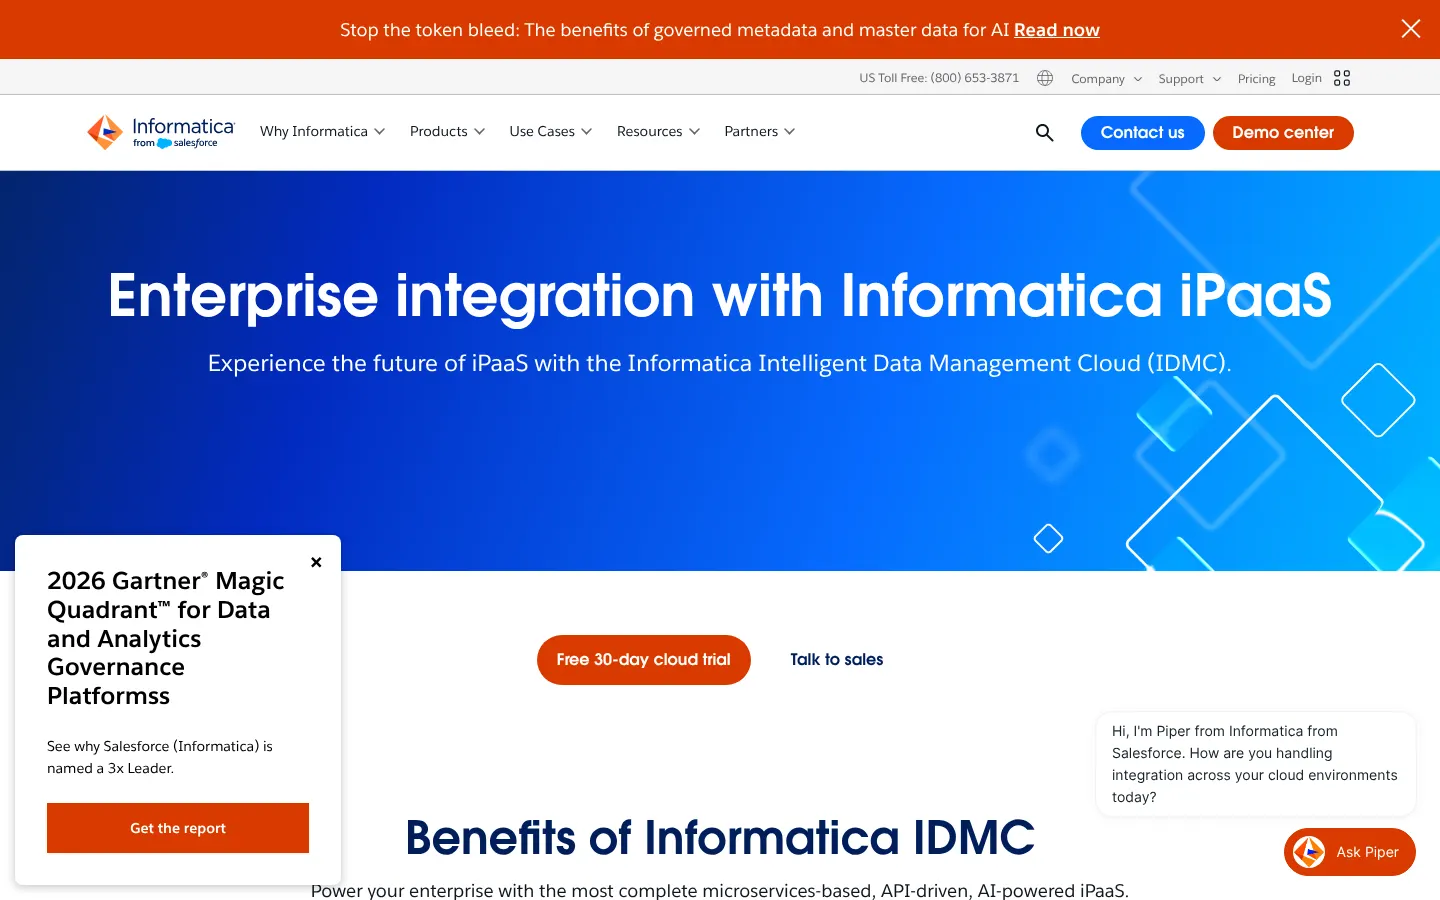 Stop the token bleed: The benefits of governed metadata and master data for AI Read now
US Toll Free: (800) 653-3871
Company
Support
Pricing
Login
Informatica
from salesforce
Why Informatica
Products
Use Cases
Resources
Partners
Contact us
Demo center
Enterprise integration with Informatica iPaaS
Experience the future of iPaaS with the Informatica Intelligent Data Management Cloud (IDMC).
2026 Gartner® Magic
Quadrant™ for Data
and Analytics
Governance
Platformss
See why Salesforce (Informatica) is
named a 3x Leader.
Get the report
Free 30-day cloud trial
Talk to sales
Hi, I'm Piper from Informatica from
Salesforce. How are you handling
integration across your cloud environments
today?
Ask Piper
Benefits of Informatica IDMC
Power your enterprise with the most complete microservices-based, API-driven, AI-powered iPaaS.